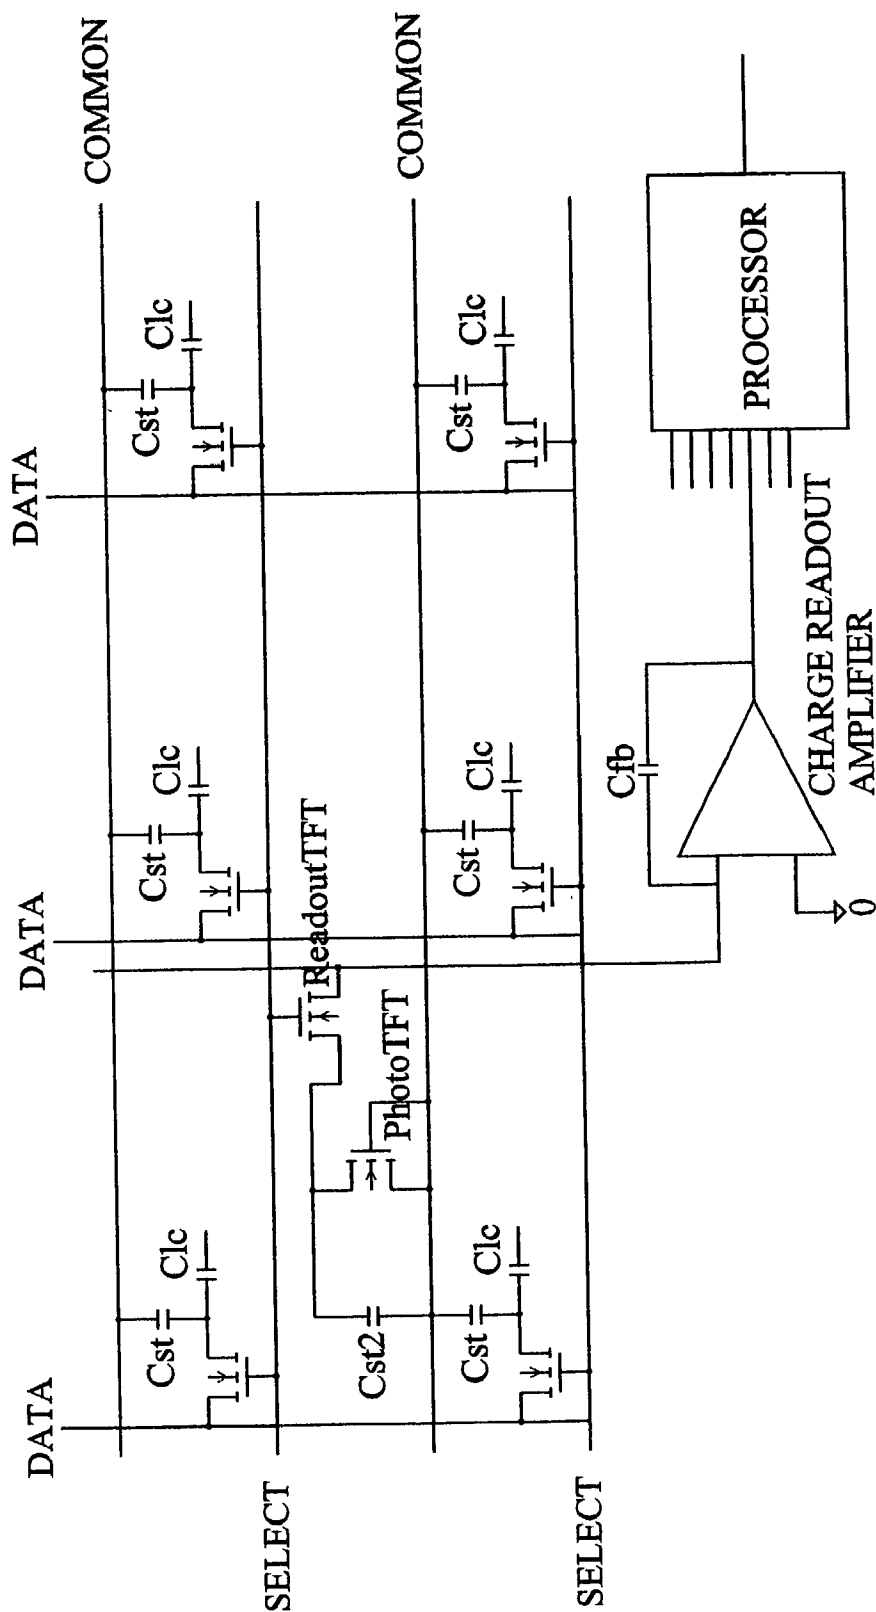 DATA
DATA
DATA
COMMON
Cst
Clc
Cst
Clc
Cst
Clc
SELECT
ReadoutTFT
PhotoTFT
Cst2
COMMON
Cst
Clc
Cst
Clc
Cst
Clc
SELECT
Cfb
0
CHARGE READOUT
AMPLIFIER
PROCESSOR